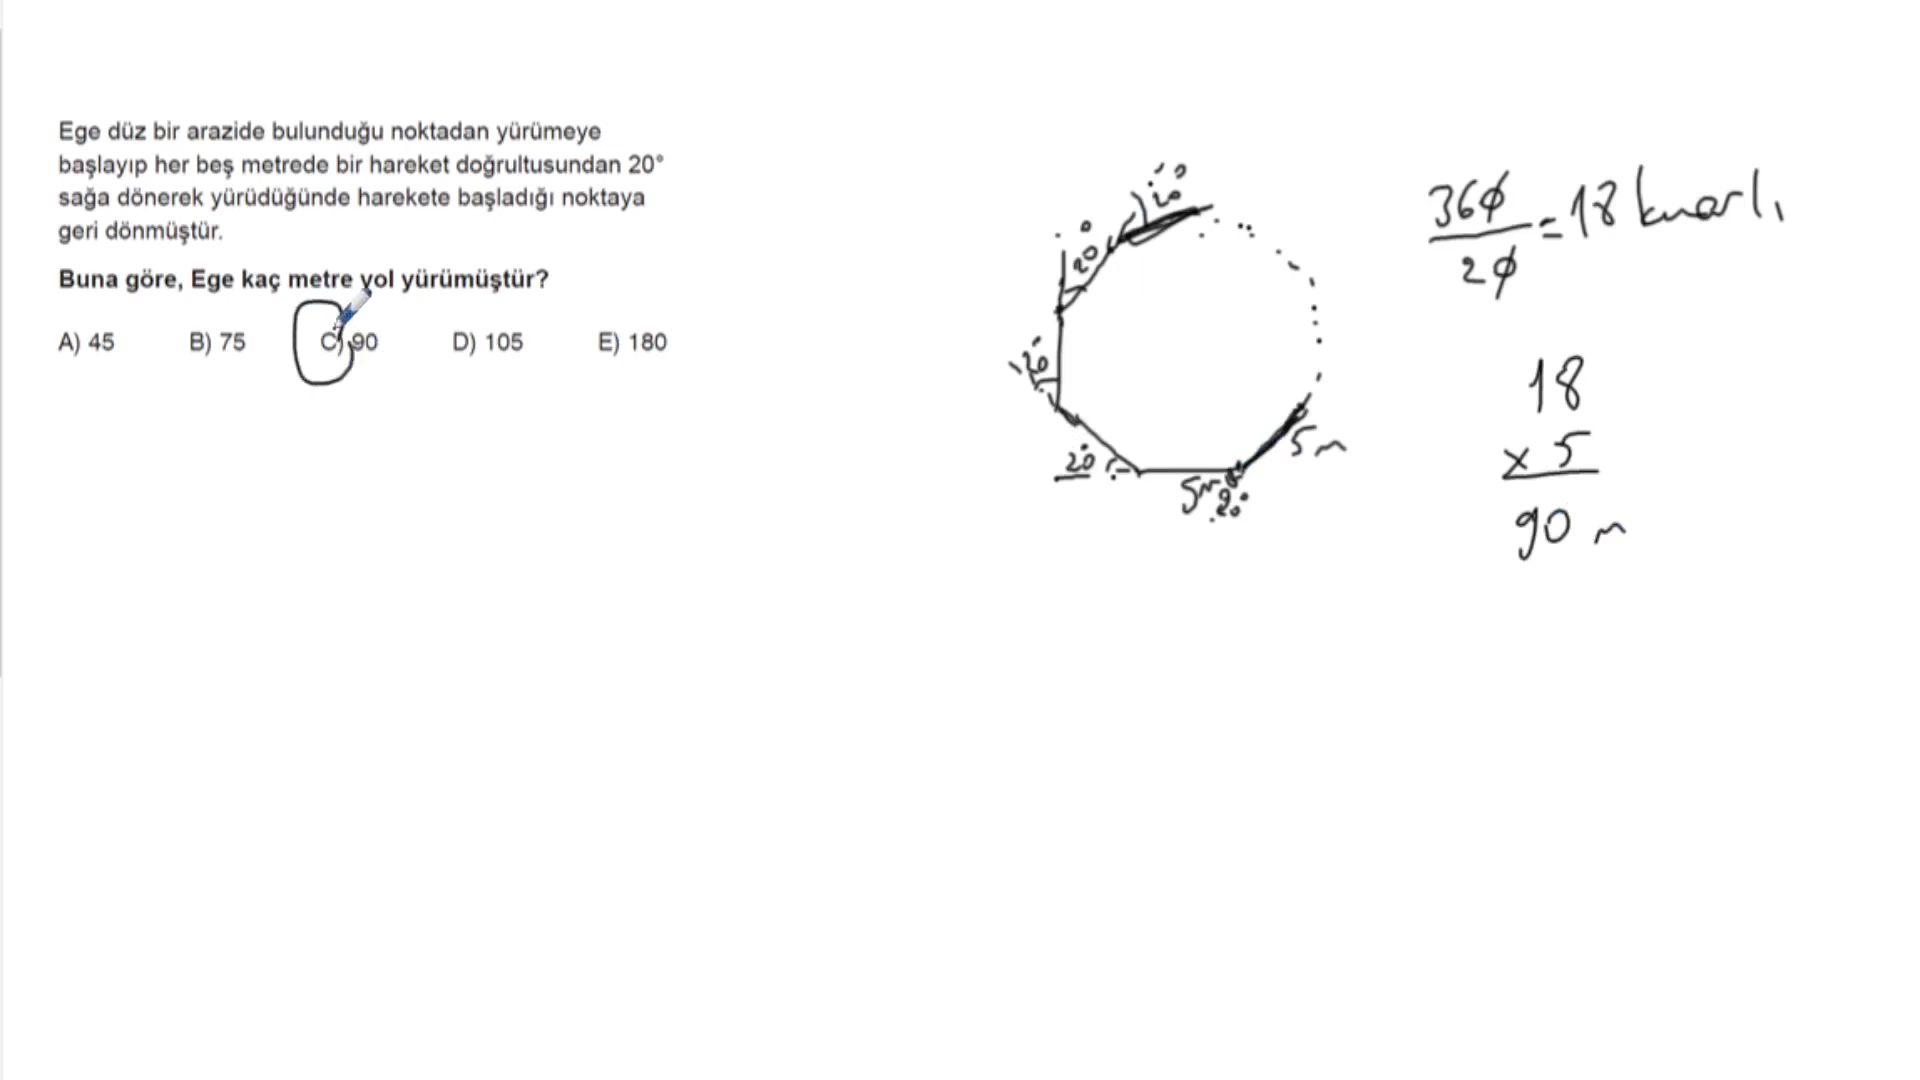 Ege düz bir arazide bulunduğu noktadan yürümeye
başlayıp her beş metrede bir hareket doğrultusundan 20°
sağa dönerek yürüdüğünde harekete başladığı noktaya
geri dönmüştür.
Buna göre, Ege kaç metre yol yürümüştür?
A) 45 B) 75 C) 90 D) 105 E) 180
20°
20°
20°
20°
5m
20°
5m
360
20
= 18 kenarlı
18
x 5
90 m